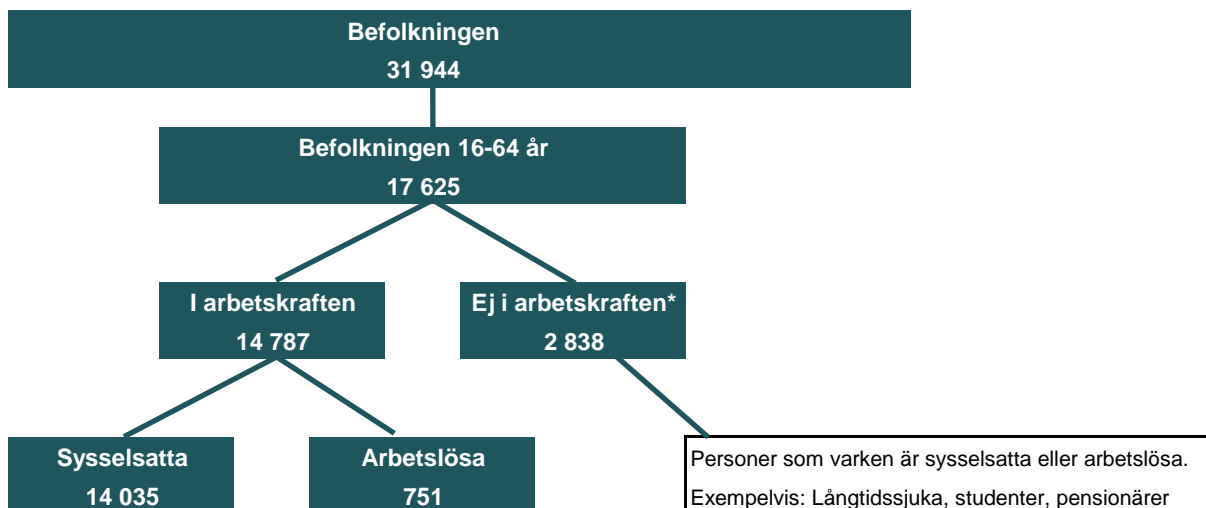 Befolkningen
31 944
Befolkningen 16-64 år
17 625
I arbetskraften
14 787
Ej i arbetskraften*
2 838
Sysselsatta
14 035
Arbetslösa
751
Personer som varken är sysselsatta eller arbetslösa.
Exempelvis: Långtidssjuka, studenter, pensionärer